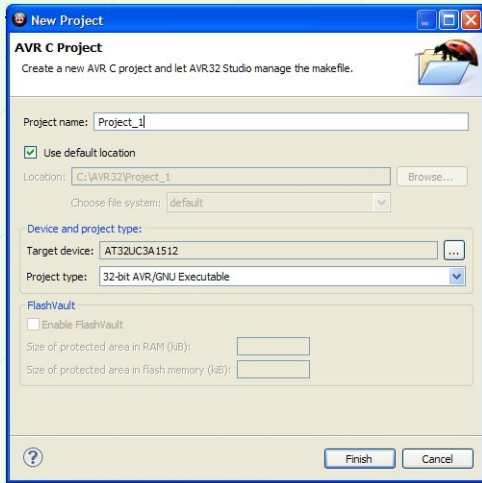 New Project
AVR C Project
Create a new AVR C project and let AVR32 Studio manage the makefile.
Project name: Project_1
Use default location
Location: C:\AVR32\Project_1 Browse...
Choose file system: default
Device and project type:
Target device: AT32UC3A1512 ...
Project type: 32-bit AVR/GNU Executable
FlashVault
Enable FlashVault
Size of protected area in RAM (kiB):
Size of protected area in flash memory (kiB):
? Finish Cancel